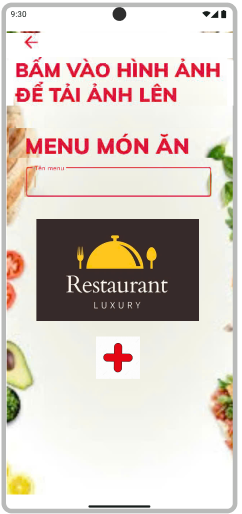 9:30
BẤM VÀO HÌNH ẢNH
ĐỂ TẢI ẢNH LÊN
MENU MÓN ĂN
Tên menu
Restaurant
LUXURY